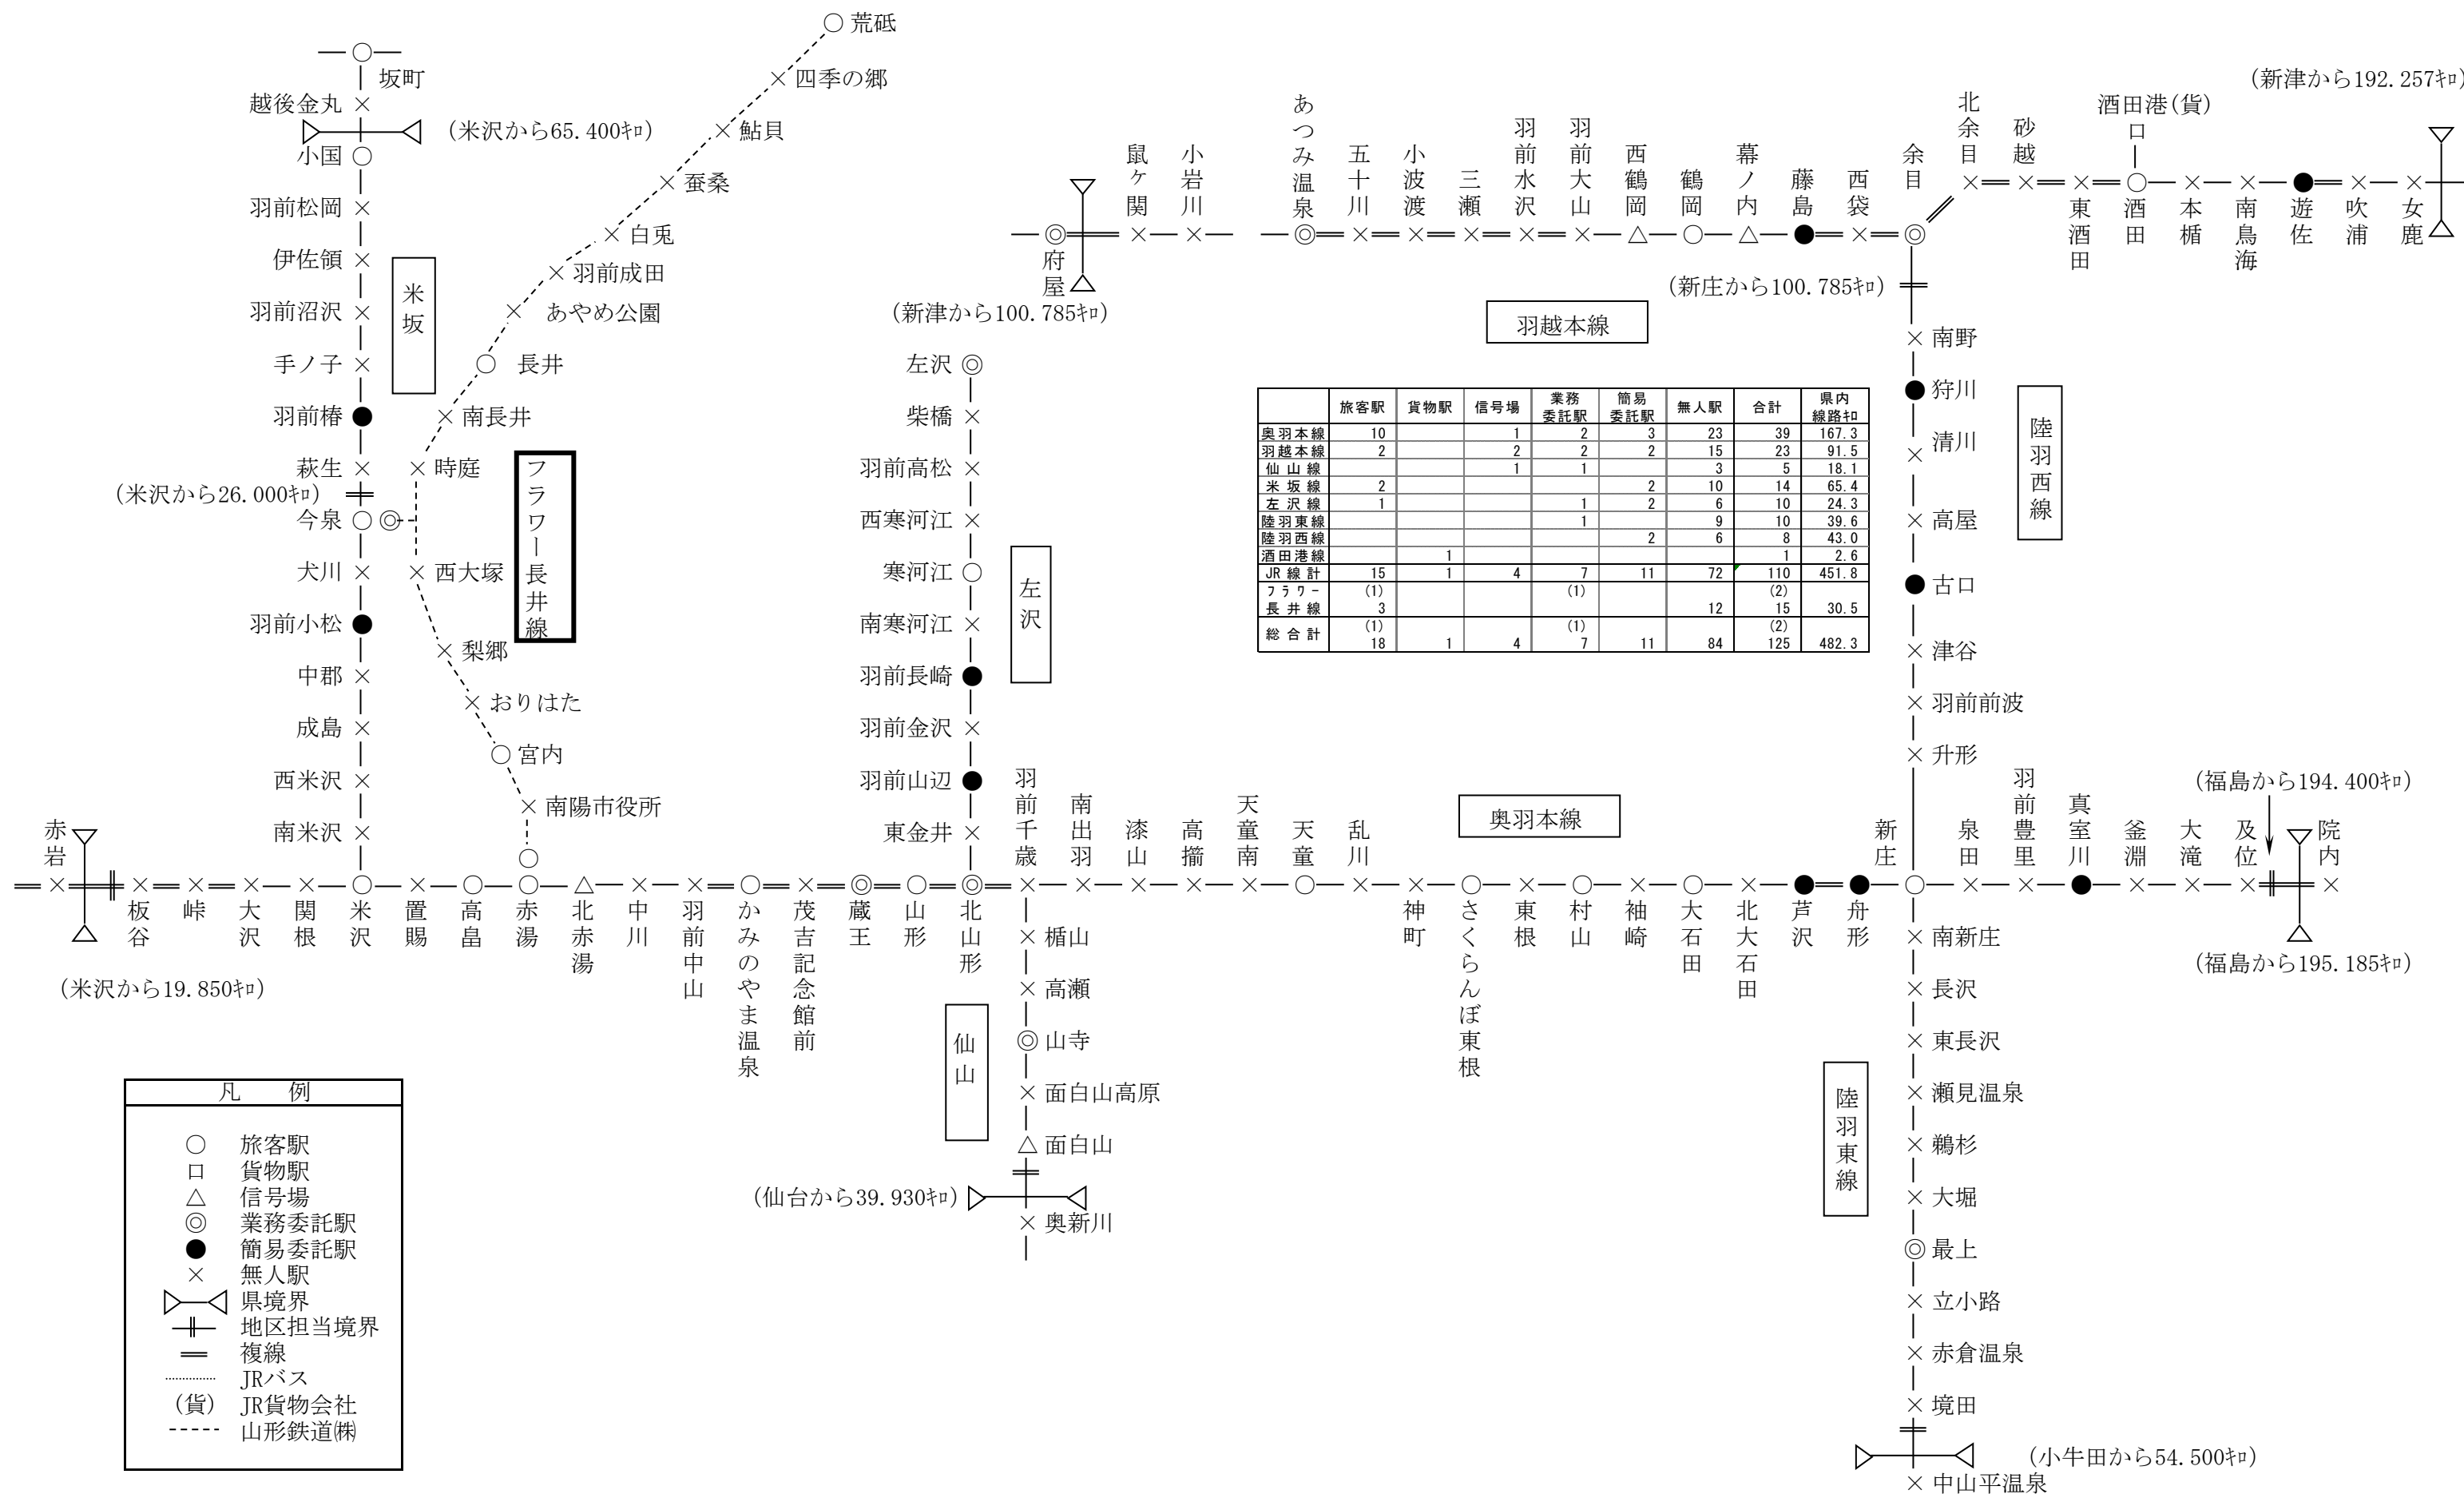 荒砥
四季の郷
鮎貝
蚕桑
白兎
羽前成田
あやめ公園
長井
南長井
時庭
西大塚
梨郷
おりはた
宮内
南陽市役所
フラワー長井線
坂町
越後金丸
(米沢から65.400ｷﾛ)
小国
羽前松岡
伊佐領
羽前沼沢
手ノ子
羽前椿
萩生
(米沢から26.000ｷﾛ)
今泉
犬川
羽前小松
中郡
成島
西米沢
南米沢
米坂
(新津から100.785ｷﾛ)
左沢
柴橋
羽前高松
西寒河江
寒河江
南寒河江
羽前長崎
羽前金沢
羽前山辺
東金井
左沢
府屋
鼠ケ関
小岩川
あつみ温泉
五十川
小波渡
三瀬
羽前水沢
羽前大山
西鶴岡
鶴岡
幕ノ内
藤島
西袋
余目
北余目
砂越
東酒田
酒田港(貨)
酒田
本楯
南鳥海
遊佐
吹浦
女鹿
(新津から192.257ｷﾛ)
羽越本線
(新庄から100.785ｷﾛ)
南野
狩川
清川
高屋
古口
津谷
羽前前波
升形
陸羽西線
旅客駅 貨物駅 信号場 業務委託駅 簡易委託駅 無人駅 合計 県内線路ｷﾛ
奥羽本線 10 1 2 3 23 39 167.3
羽越本線 2 2 2 2 15 23 91.5
仙山線 1 1 3 5 18.1
米坂線 2 2 10 14 65.4
左沢線 1 1 2 6 10 24.3
陸羽東線 1 9 10 39.6
陸羽西線 2 6 8 43.0
酒田港線 1 1 2.6
JR線計 15 1 4 7 11 72 110 451.8
フラワー (1) (1) (2)
長井線 3 12 15 30.5
(1) (1) (2)
総合計 18 1 4 7 11 84 125 482.3
赤岩
(米沢から19.850ｷﾛ)
板谷
峠
大沢
関根
米沢
置賜
高畠
赤湯
北赤湯
中川
羽前中山
かみのやま温泉
茂吉記念館前
蔵王
山形
北山形
羽前千歳
南出羽
漆山
高擶
天童南
天童
乱川
神町
さくらんぼ東根
東根
村山
袖崎
大石田
北大石田
芦沢
舟形
新庄
泉田
羽前豊里
真室川
釜淵
大滝
及位
院内
奥羽本線
(福島から194.400ｷﾛ)
(福島から195.185ｷﾛ)
楯山
高瀬
山寺
面白山高原
面白山
(仙台から39.930ｷﾛ)
奥新川
仙山
南新庄
長沢
東長沢
瀬見温泉
鵜杉
大堀
最上
立小路
赤倉温泉
境田
(小牛田から54.500ｷﾛ)
中山平温泉
陸羽東線
凡 例
○ 旅客駅
ロ 貨物駅
△ 信号場
◎ 業務委託駅
● 簡易委託駅
× 無人駅
県境界
地区担当境界
複線
JRバス
(貨) JR貨物会社
山形鉄道㈱